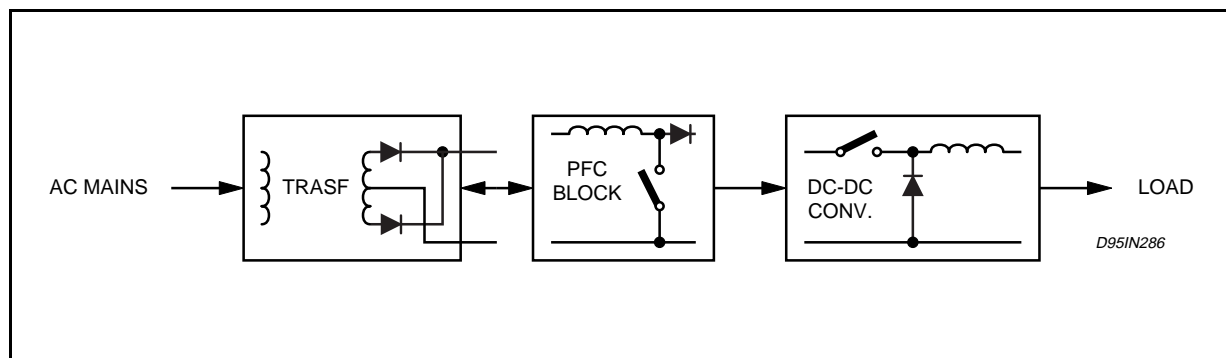 AC MAINS
TRASF
PFC
BLOCK
DC-DC
CONV.
LOAD
D95IN286